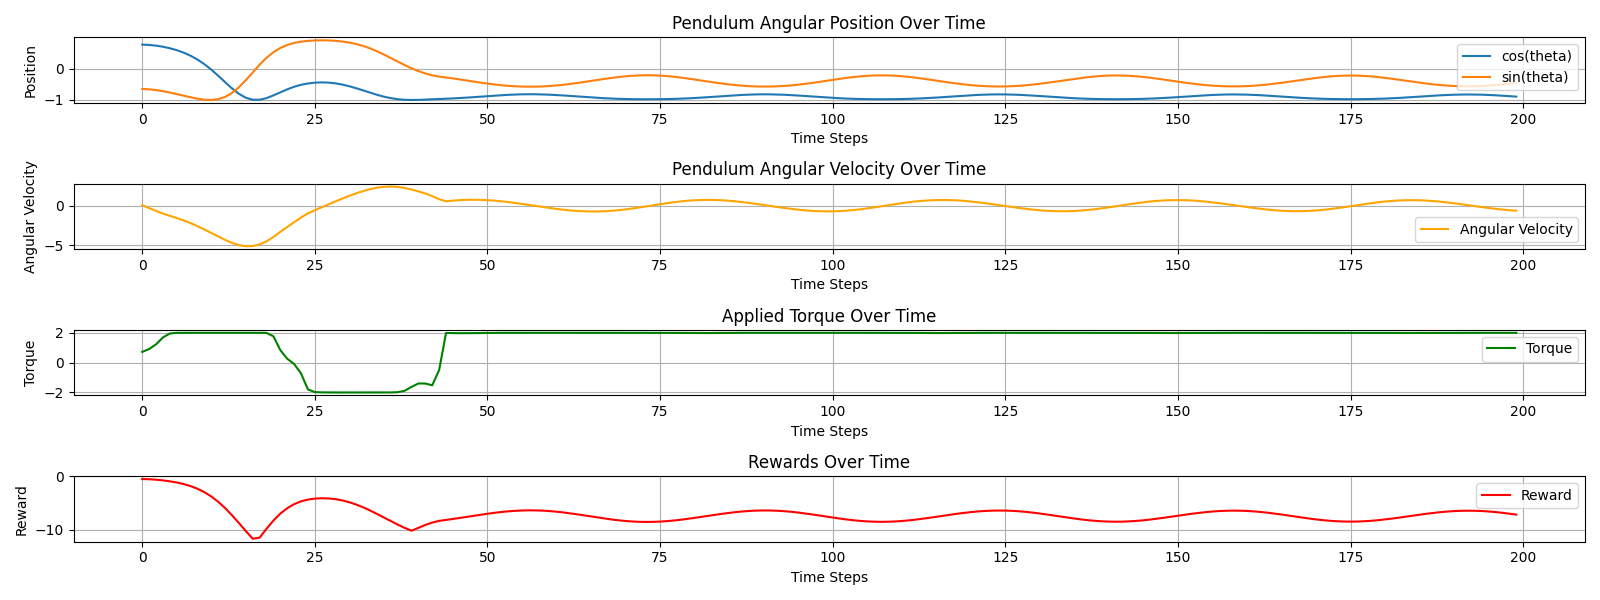 Pendulum Angular Position Over Time
Position
0
−1
cos(theta)
sin(theta)
0 25 50 75 100 125 150 175 200
Time Steps
Pendulum Angular Velocity Over Time
Angular Velocity
0
−5
Angular Velocity
0 25 50 75 100 125 150 175 200
Time Steps
Applied Torque Over Time
Torque
2
0
−2
Torque
0 25 50 75 100 125 150 175 200
Time Steps
Rewards Over Time
Reward
0
−10
Reward
0 25 50 75 100 125 150 175 200
Time Steps